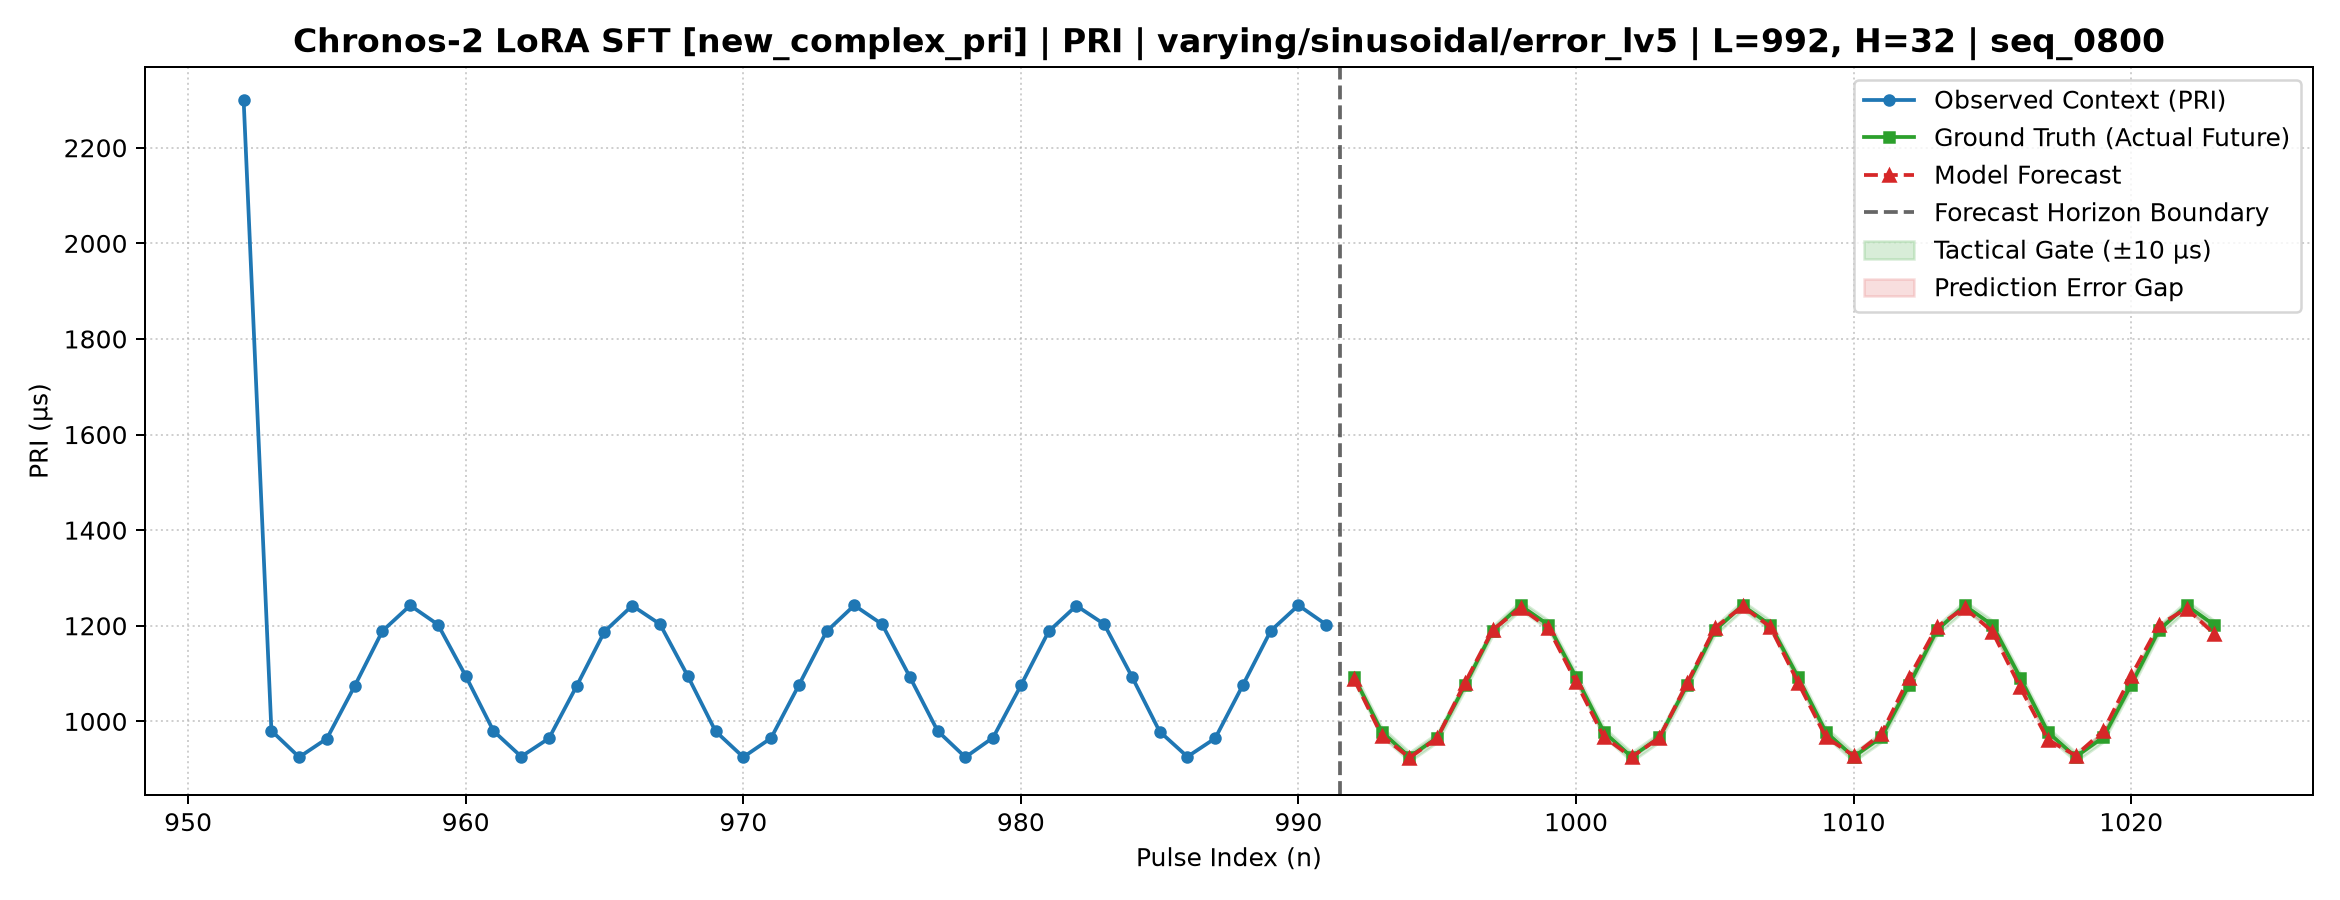 Chronos-2 LoRA SFT [new_complex_pri] | PRI | varying/sinusoidal/error_lv5 | L=992, H=32 | seq_0800
Observed Context (PRI)
Ground Truth (Actual Future)
Model Forecast
Forecast Horizon Boundary
Tactical Gate (±10 µs)
Prediction Error Gap
PRI (µs)
2200
2000
1800
1600
1400
1200
1000
950 960 970 980 990 1000 1010 1020
Pulse Index (n)